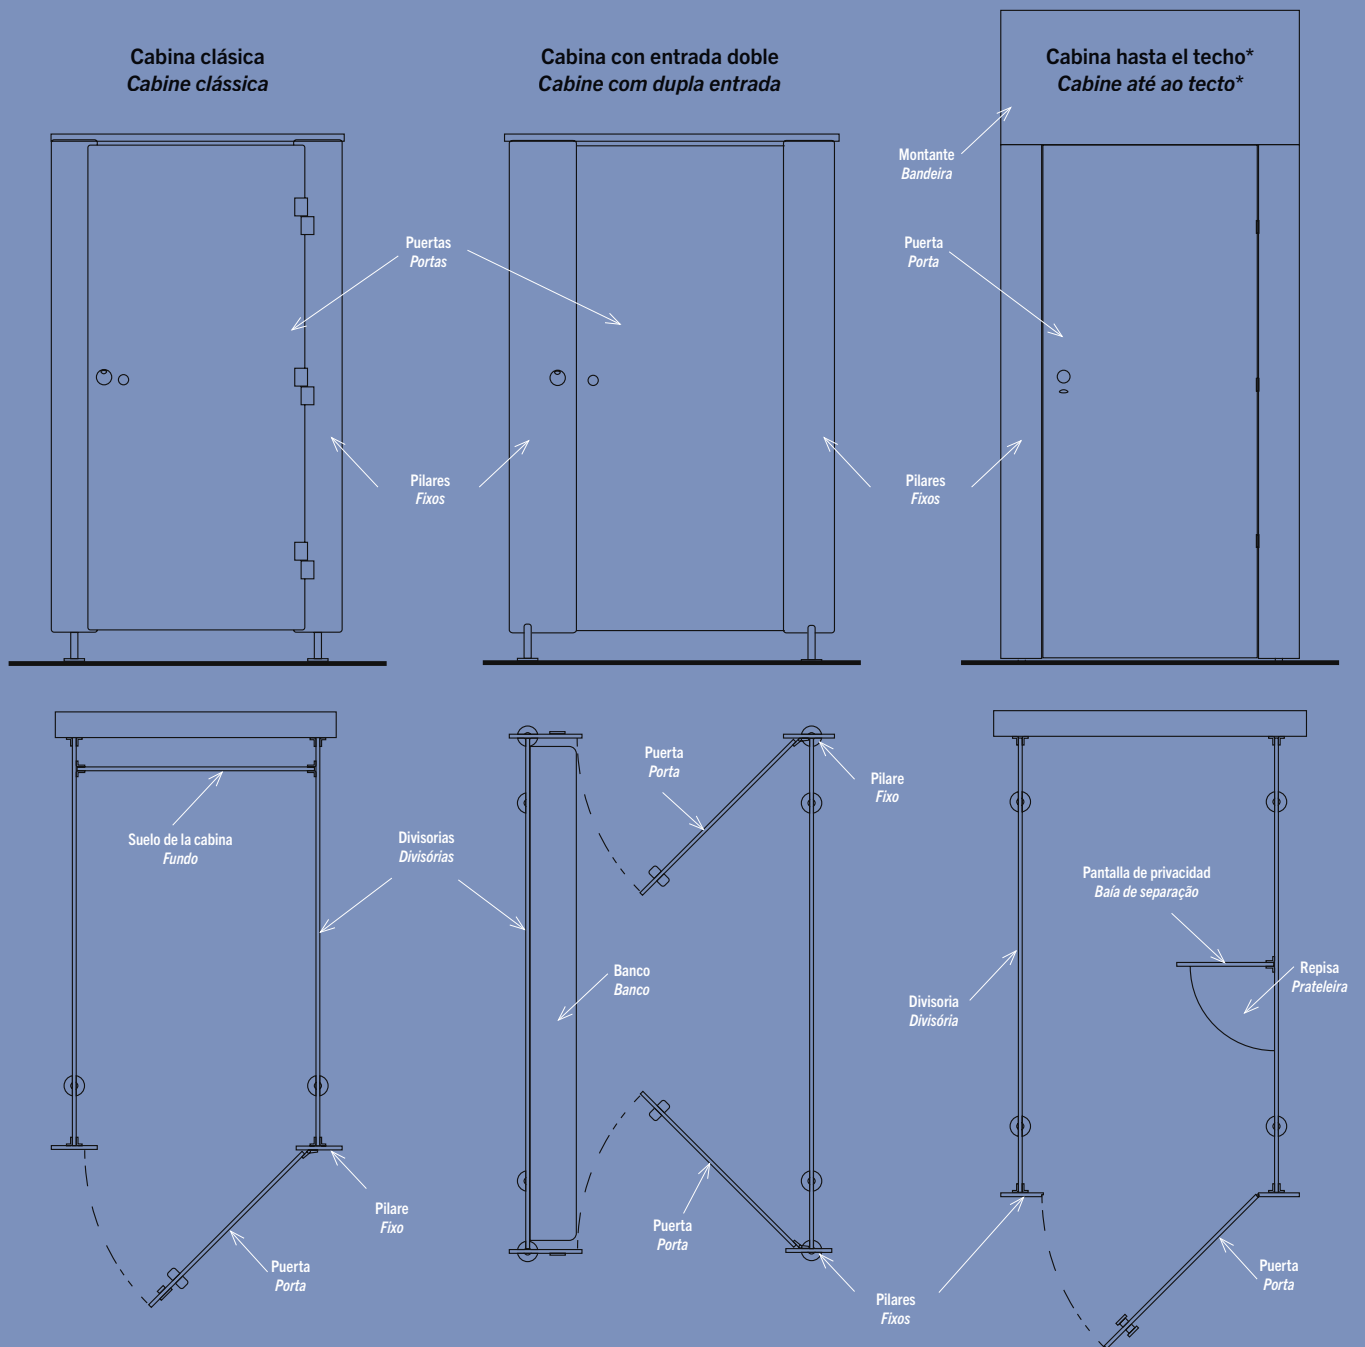 Cabina clásica
Cabine clássica
Cabina con entrada doble
Cabine com dupla entrada
Cabina hasta el techo*
Cabine até ao tecto*
Montante
Bandeira
Puertas
Portas
Puerta
Porta
Pilares
Fixos
Pilares
Fixos
Puerta
Porta
Pilare
Fixo
Suelo de la cabina
Fundo
Divisorias
Divisórias
Pantalla de privacidad
Baía de separação
Banco
Banco
Repisa
Prateleira
Divisoria
Divisória
Pilare
Fixo
Puerta
Porta
Puerta
Porta
Puerta
Porta
Pilares
Fixos